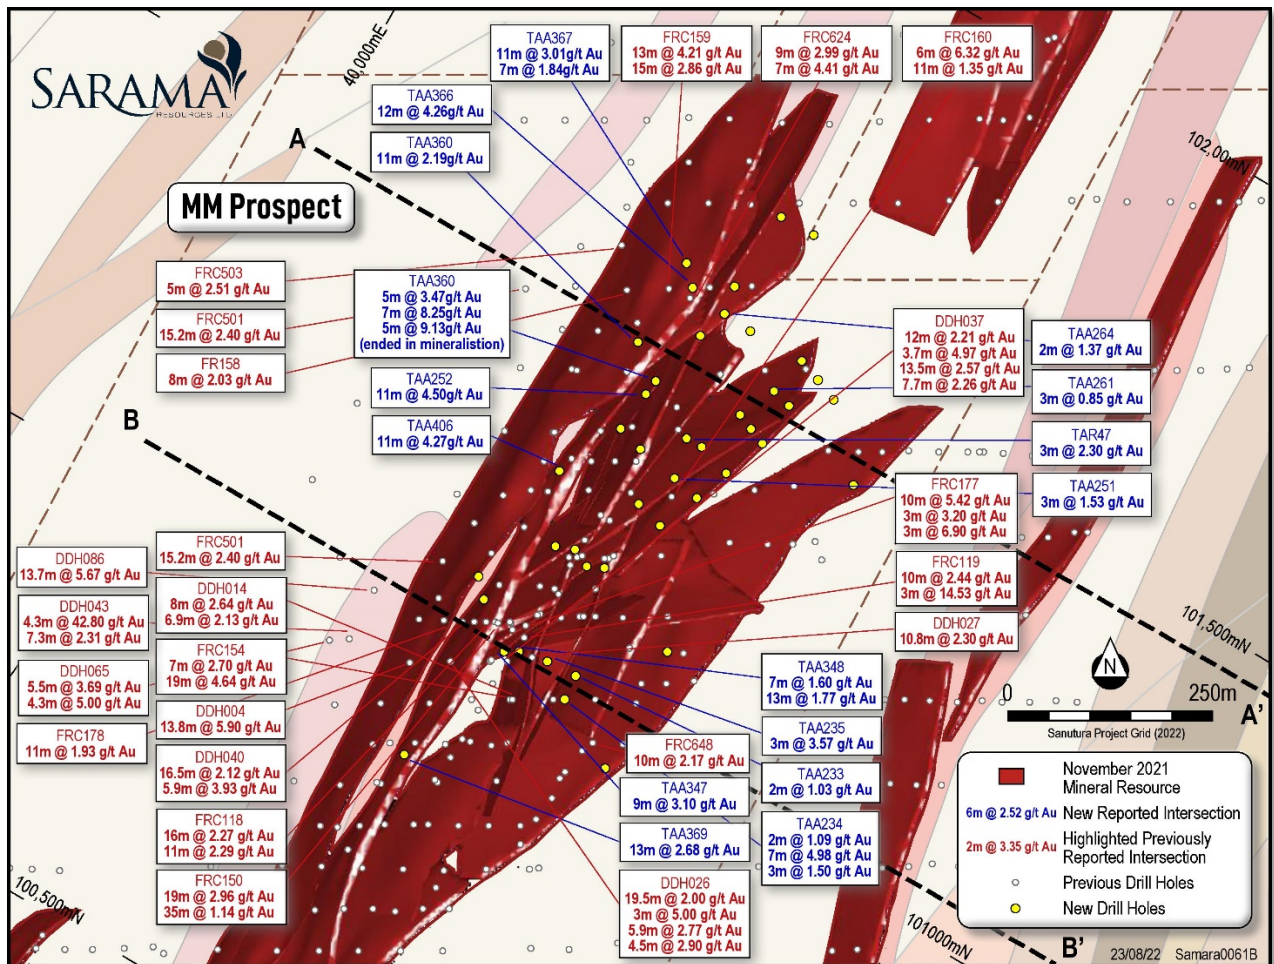 SARAMA
RESOURCES LTD
40,000mE
TAA367
11m @ 3.01g/t Au
7m @ 1.84g/t Au
FRC159
13m @ 4.21 g/t Au
15m @ 2.86 g/t Au
FRC624
9m @ 2.99 g/t Au
7m @ 4.41 g/t Au
FRC160
6m @ 6.32 g/t Au
11m @ 1.35 g/t Au
TAA366
12m @ 4.26g/t Au
TAA360
11m @ 2.19g/t Au
A
102,00mN
MM Prospect
FRC503
5m @ 2.51 g/t Au
FRC501
15.2m @ 2.40 g/t Au
FR158
8m @ 2.03 g/t Au
TAA360
5m @ 3.47g/t Au
7m @ 8.25g/t Au
5m @ 9.13g/t Au
(ended in mineralistion)
TAA252
11m @ 4.50g/t Au
TAA406
11m @ 4.27g/t Au
B
DDH037
12m @ 2.21 g/t Au
3.7m @ 4.97 g/t Au
13.5m @ 2.57 g/t Au
7.7m @ 2.26 g/t Au
TAA264
2m @ 1.37 g/t Au
TAA261
3m @ 0.85 g/t Au
TAR47
3m @ 2.30 g/t Au
TAA251
3m @ 1.53 g/t Au
FRC177
10m @ 5.42 g/t Au
3m @ 3.20 g/t Au
3m @ 6.90 g/t Au
FRC119
10m @ 2.44 g/t Au
3m @ 14.53 g/t Au
DDH027
10.8m @ 2.30 g/t Au
DDH086
13.7m @ 5.67 g/t Au
DDH043
4.3m @ 42.80 g/t Au
7.3m @ 2.31 g/t Au
DDH065
5.5m @ 3.69 g/t Au
4.3m @ 5.00 g/t Au
FRC178
11m @ 1.93 g/t Au
FRC501
15.2m @ 2.40 g/t Au
DDH014
8m @ 2.64 g/t Au
6.9m @ 2.13 g/t Au
FRC154
7m @ 2.70 g/t Au
19m @ 4.64 g/t Au
DDH004
13.8m @ 5.90 g/t Au
DDH040
16.5m @ 2.12 g/t Au
5.9m @ 3.93 g/t Au
FRC118
16m @ 2.27 g/t Au
11m @ 2.29 g/t Au
FRC150
19m @ 2.96 g/t Au
35m @ 1.14 g/t Au
FRC648
10m @ 2.17 g/t Au
TAA347
9m @ 3.10 g/t Au
TAA369
13m @ 2.68 g/t Au
DDH026
19.5m @ 2.00 g/t Au
3m @ 5.00 g/t Au
5.9m @ 2.77 g/t Au
4.5m @ 2.90 g/t Au
TAA348
7m @ 1.60 g/t Au
13m @ 1.77 g/t Au
TAA235
3m @ 3.57 g/t Au
TAA233
2m @ 1.03 g/t Au
TAA234
2m @ 1.09 g/t Au
7m @ 4.98 g/t Au
3m @ 1.50 g/t Au
101,500mN
N
0 250m
Sanutura Project Grid (2022)
A'
November 2021
Mineral Resource
6m @ 2.52 g/t Au New Reported Intersection
2m @ 3.35 g/t Au Highlighted Previously
Reported Intersection
Previous Drill Holes
New Drill Holes
100,500mN
101000mN
B'
23/08/22 Samara0061B